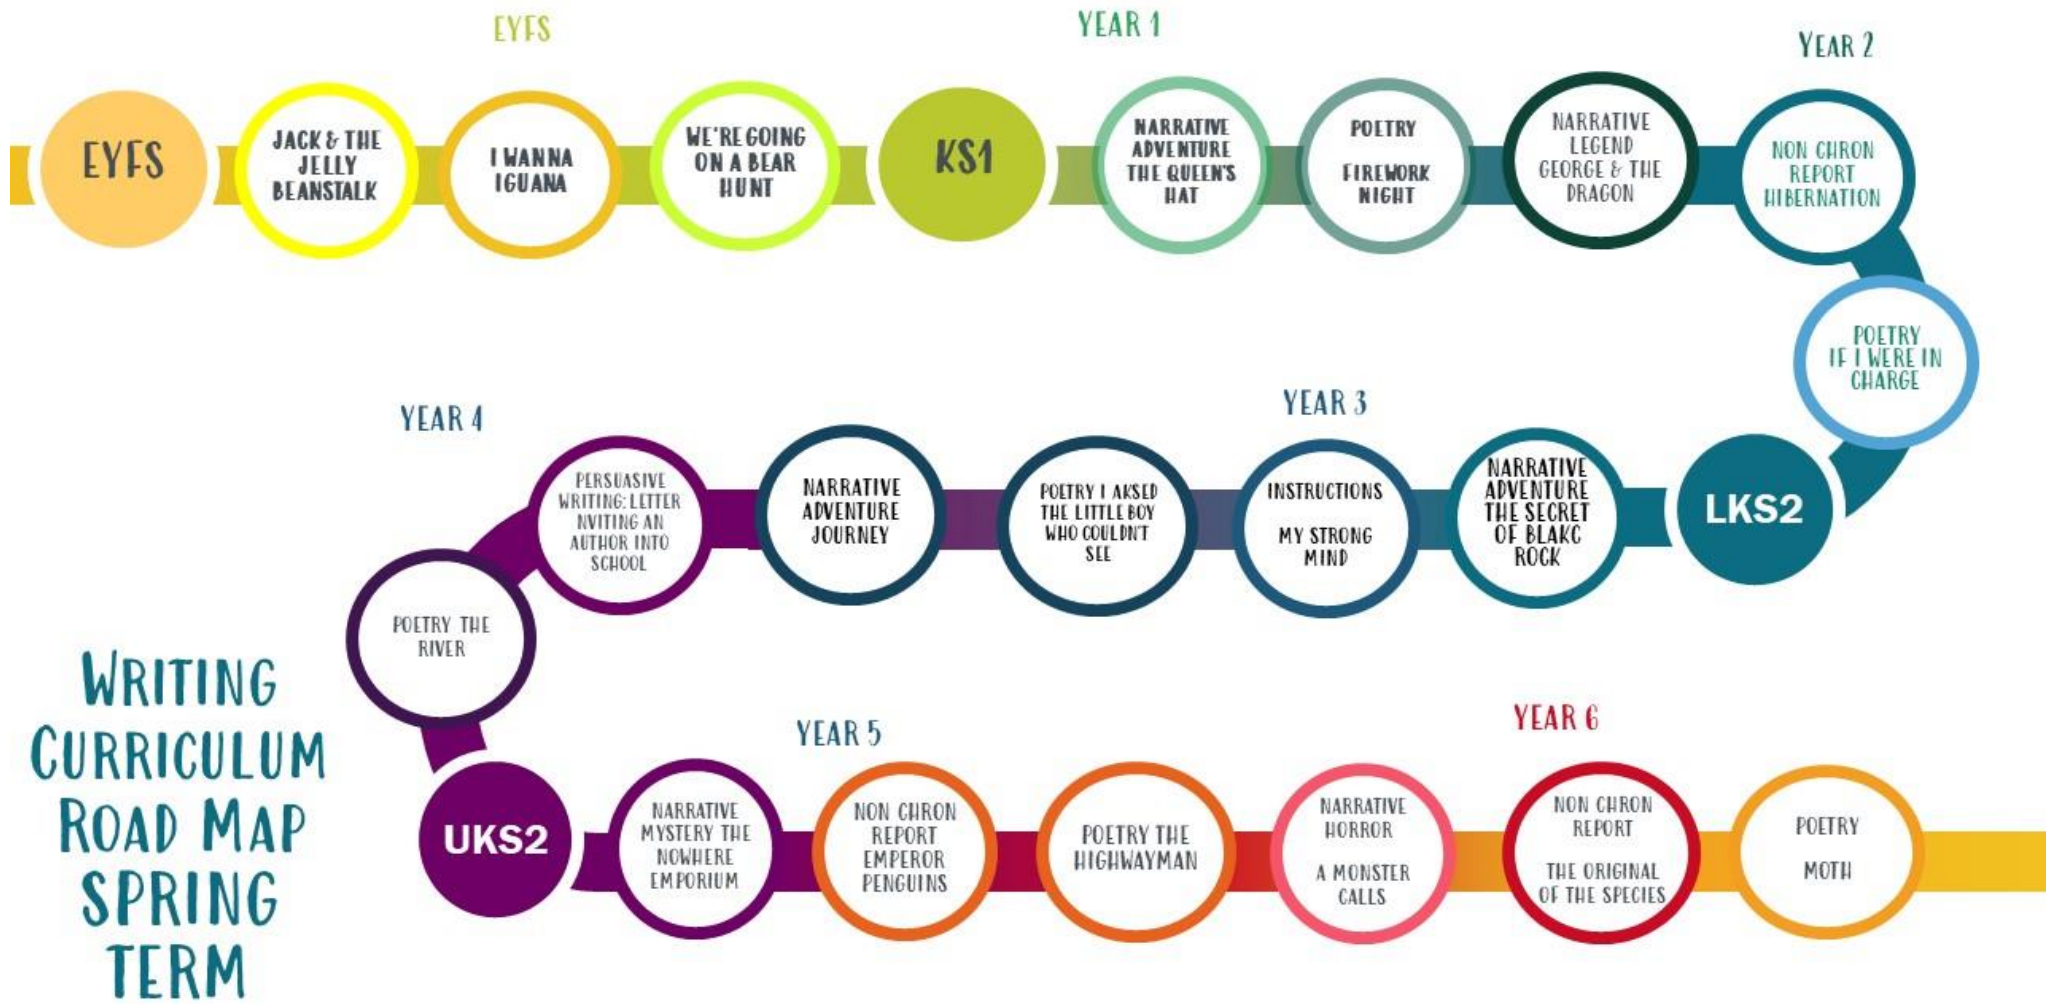 EYFS
YEAR 1
YEAR 2
EYFS
JACK & THE
JELLY
BEANSTALK
I WANNA
IGUANA
WE'RE GOING
ON A BEAR
HUNT
KS1
NARRATIVE
ADVENTURE
THE QUEEN'S
HAT
POETRY
FIREWORK
NIGHT
NARRATIVE
LEGEND
GEORGE & THE
DRAGON
NON CHRON
REPORT
HIBERNATION
POETRY
IF I WERE IN
CHARGE
LKS2
YEAR 3
NARRATIVE
ADVENTURE
THE SECRET
OF BLAKC
ROCK
INSTRUCTIONS
MY STRONG
MIND
POETRY I AKSED
THE LITTLE BOY
WHO COULDN'T
SEE
YEAR 4
NARRATIVE
ADVENTURE
JOURNEY
PERSUASIVE
WRITING: LETTER
NVITING AN
AUTHOR INTO
SCHOOL
POETRY THE
RIVER
WRITING
CURRICULUM
ROAD MAP
SPRING
TERM
YEAR 5
YEAR 6
UKS2
NARRATIVE
MYSTERY THE
NOWHERE
EMPORIUM
NON CHRON
REPORT
EMPEROR
PENGUINS
POETRY THE
HIGHWAYMAN
NARRATIVE
HORROR
A MONSTER
CALLS
NON CHRON
REPORT
THE ORIGINAL
OF THE SPECIES
POETRY
MOTH